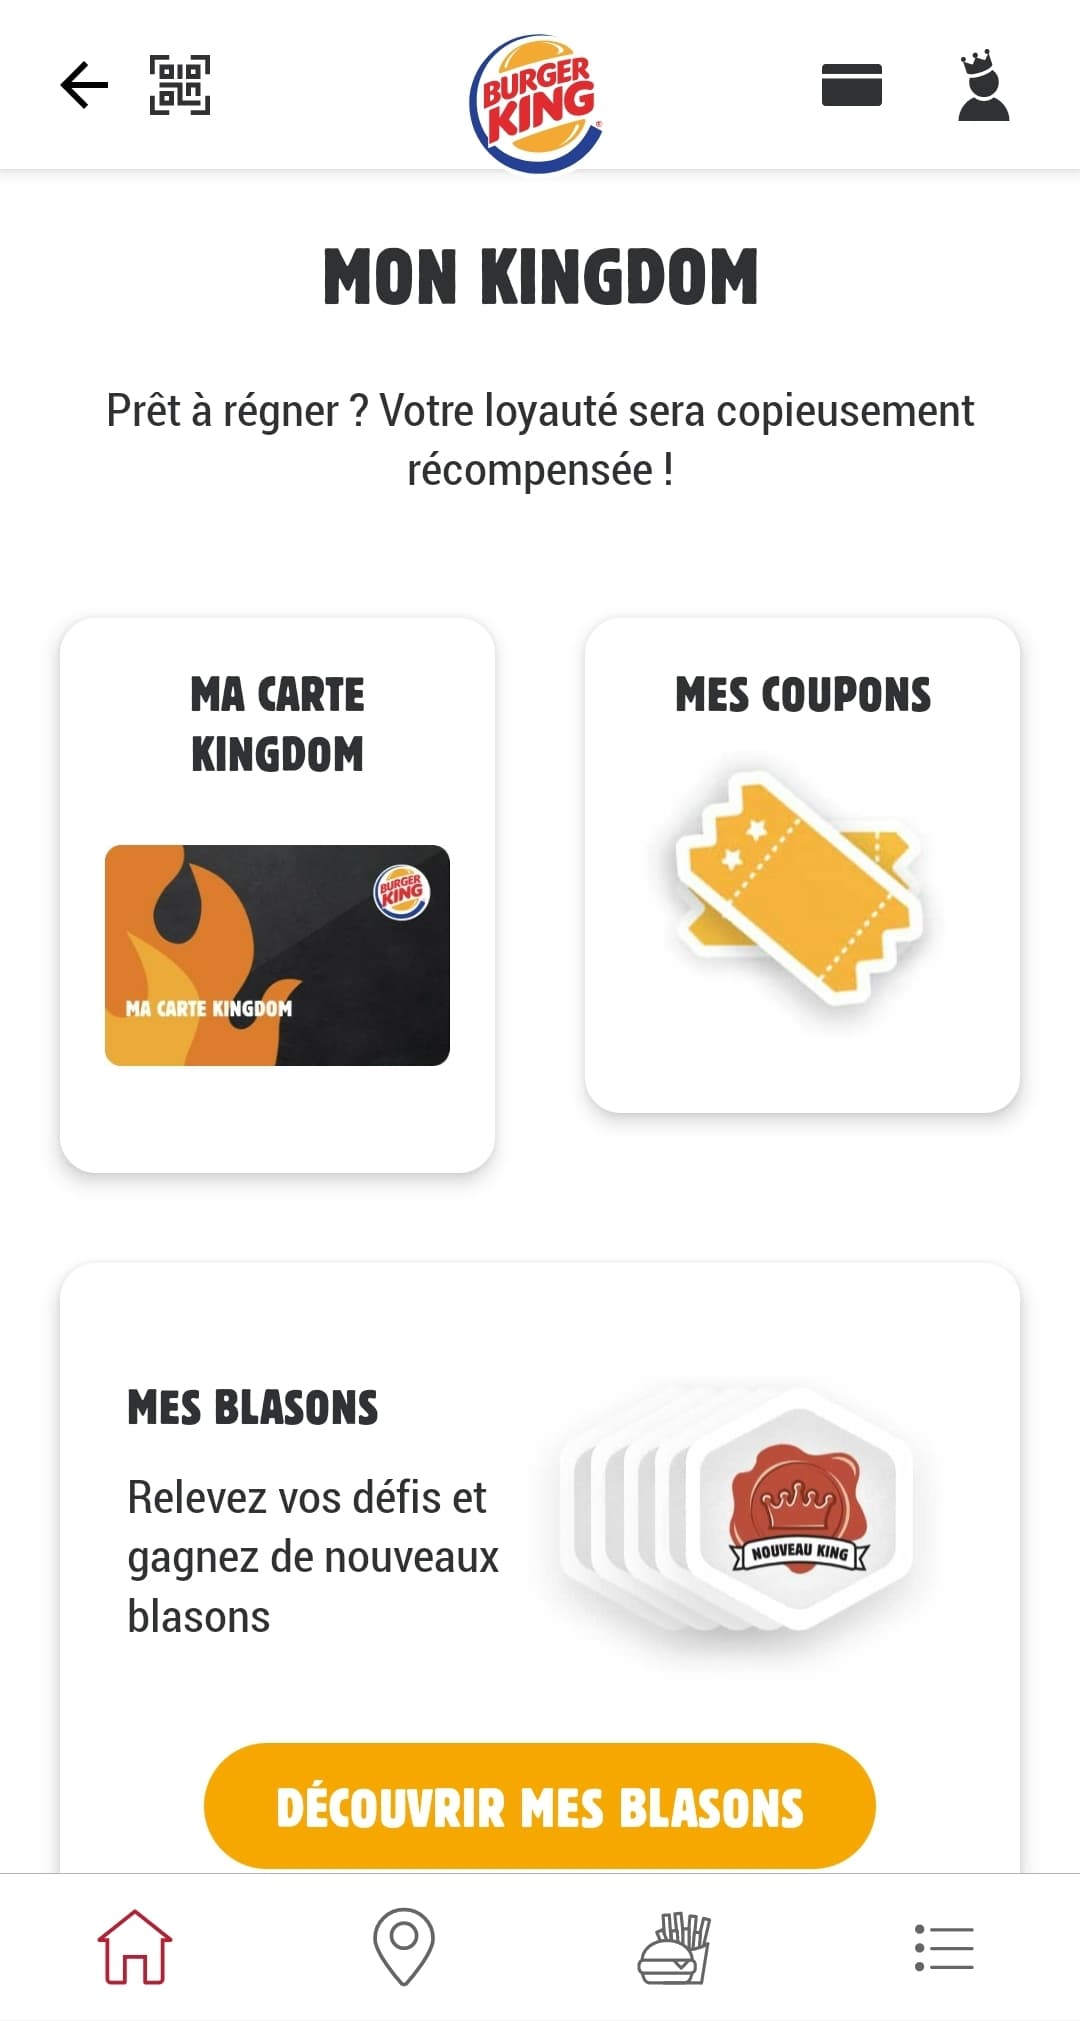 BURGER
KING
MON KINGDOM
Prêt à régner ? Votre loyauté sera copieusement
récompensée !
MA CARTE
KINGDOM
BURGER
KING
MA CARTE KINGDOM
MES COUPONS
MES BLASONS
Relevez vos défis et
gagnez de nouveaux
blasons
NOUVEAU KING
DÉCOUVRIR MES BLASONS